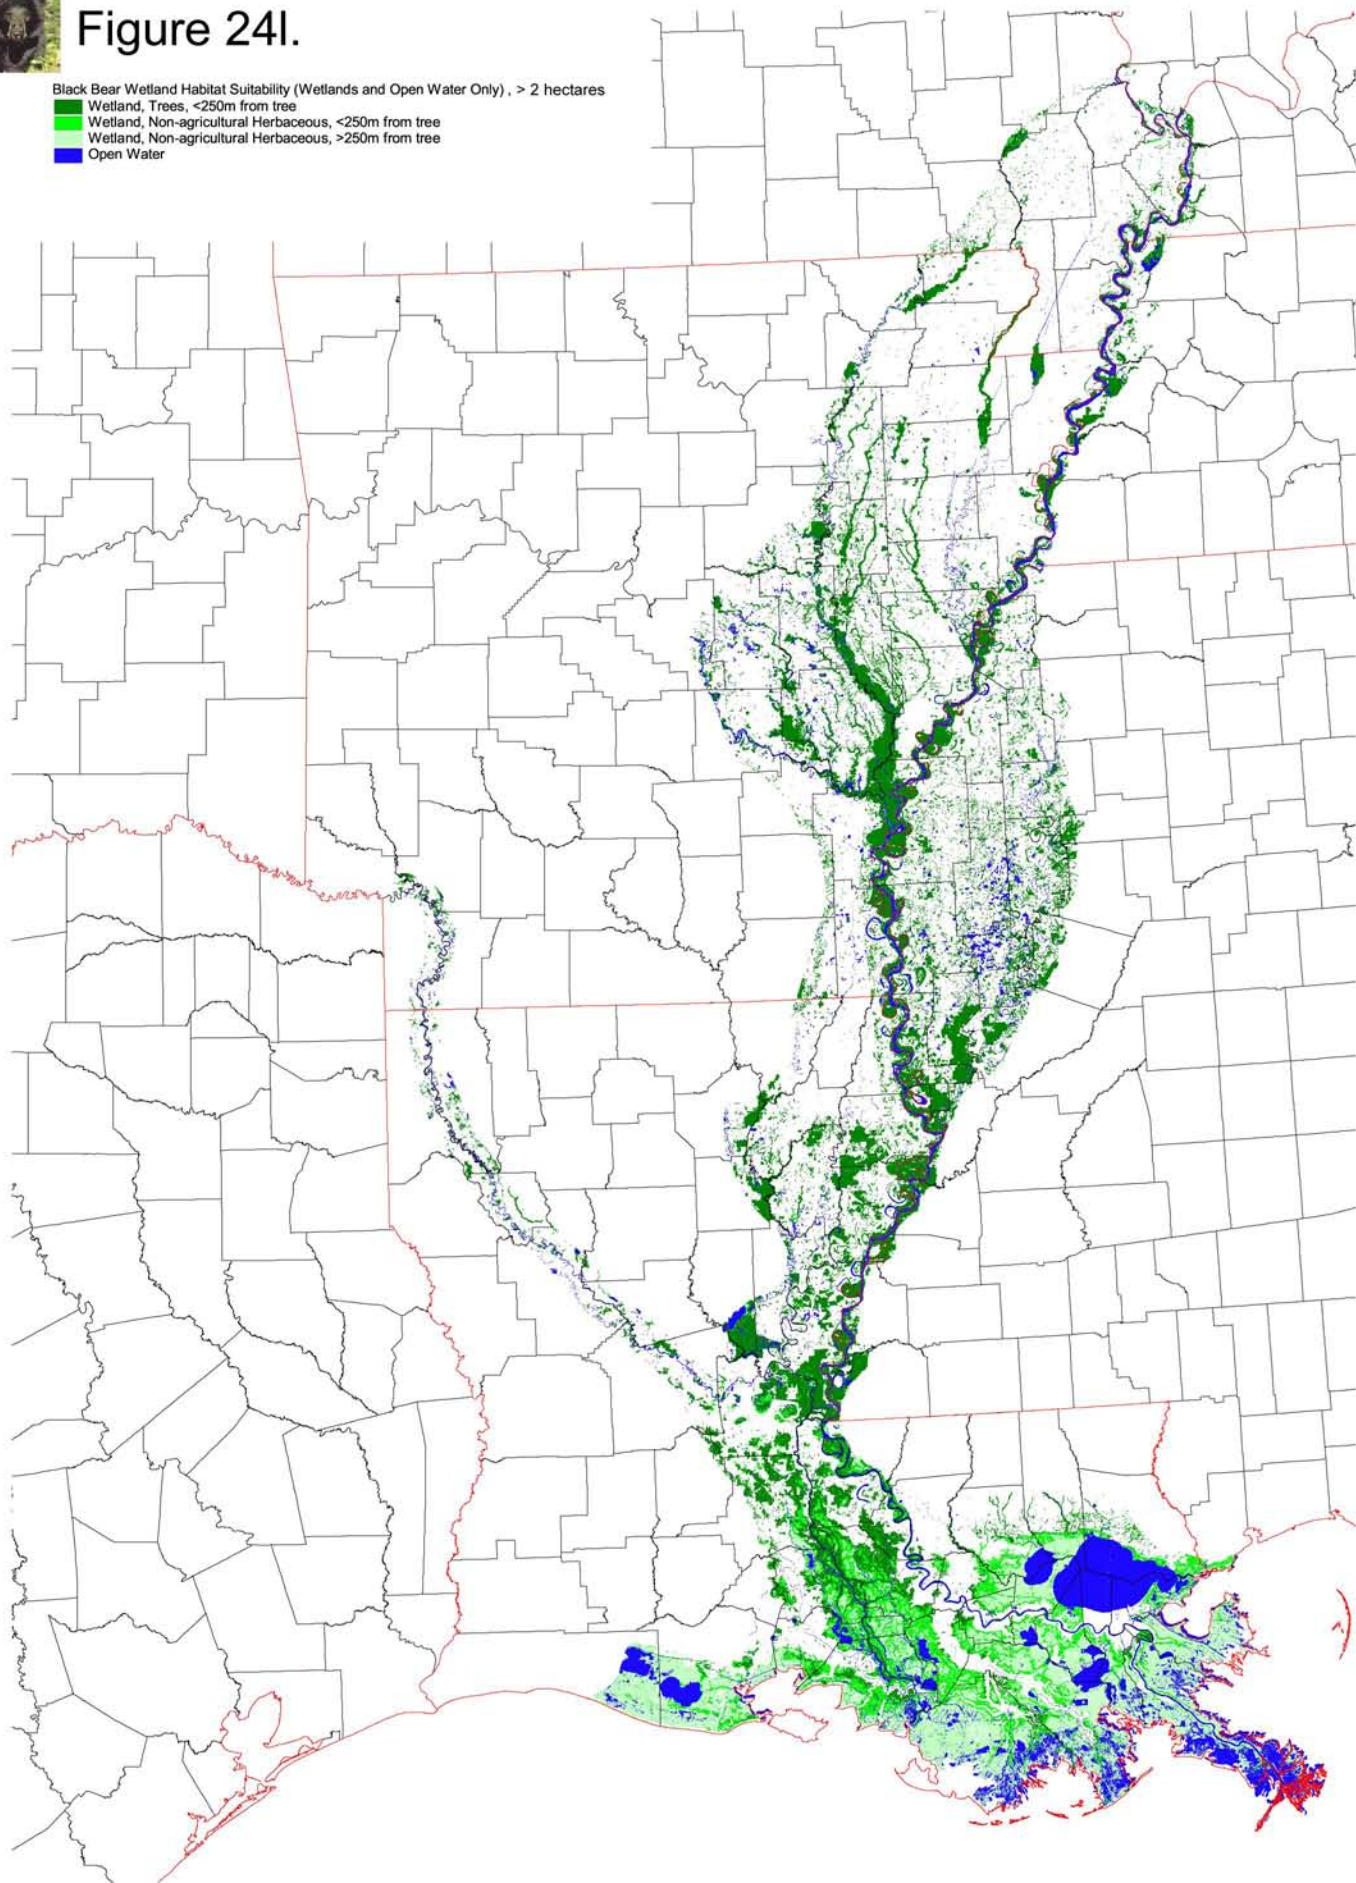 Figure 24l.
Black Bear Wetland Habitat Suitability (Wetlands and Open Water Only) , > 2 hectares
Wetland, Trees, <250m from tree
Wetland, Non-agricultural Herbaceous, <250m from tree
Wetland, Non-agricultural Herbaceous, >250m from tree
Open Water